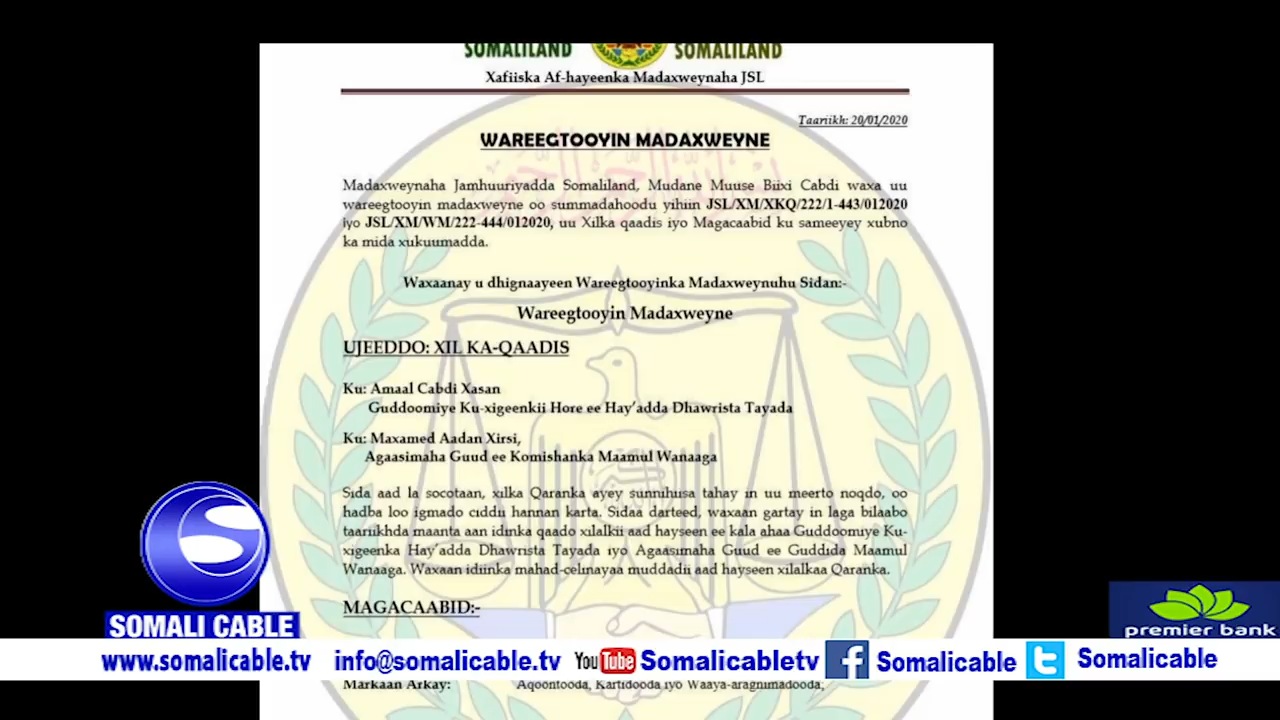 SOMALILAND SOMALILAND
Xafiiska Af-hayeenka Madaxweynaha JSL
Taariikh: 20/01/2020
WAREEGTOOYIN MADAXWEYNE
Madaxweynaha Jamhuuriyadda Somaliland, Mudane Muuse Biixi Cabdi waxa uu
wareegtooyin madaxweyne oo summadahoodu yihiin JSL/XM/XKQ/222/1-443/012020
iyo JSL/XM/WM/222-444/012020, uu Xilka qaadis iyo Magacaabid ku sameeyey xubno
ka mida xukuumadda.
Waxaanay u dhignaayeen Wareegtooyinka Madaxweynuhu Sidan:-
Wareegtooyin Madaxweyne
UJEEDDO: XIL KA-QAADIS
Ku: Amaal Cabdi Xasan
Guddoomiye Ku-xigeenkii Hore ee Hay'adda Dhawrista Tayada
Ku: Maxamed Aadan Xirsi,
Agaasimaha Guud ee Komishanka Maamul Wanaaga
Sida aad la socotaan, xilka Qaranka ayey sunnihiisa tahay in uu meerto noqdo, oo
hadba loo igmado ciddii hannan karta. Sidaa darteed, waxaan gartay in laga bilaabo
taariikhda maanta aan idinka qaado xilalkii aad hayseen ee kala ahaa Guddoomiye Ku-
xigeenka Hay'adda Dhawrista Tayada iyo Agaasimaha Guud ee Guddida Maamul
Wanaaga. Waxaan idiinka mahad-celinayaa muddadii aad hayseen xilalkaa Qaranka.
MAGACAABID:-
SOMALI CABLE
premier bank
www.somalicable.tv info@somalicable.tv YouTube Somalicabletv Somalicable Somalicable
Markaan Arkay: Aqoontooda, Kartidooda iyo Waaya-aragnimadooda;